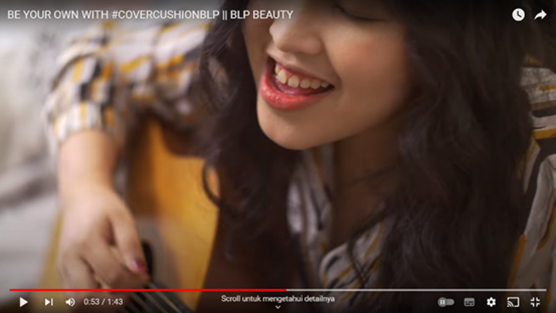 BE YOUR OWN WITH #COVERCUSHIONBLP || BLP BEAUTY
0:53 / 1:43
Scroll untuk mengetahui detailnya